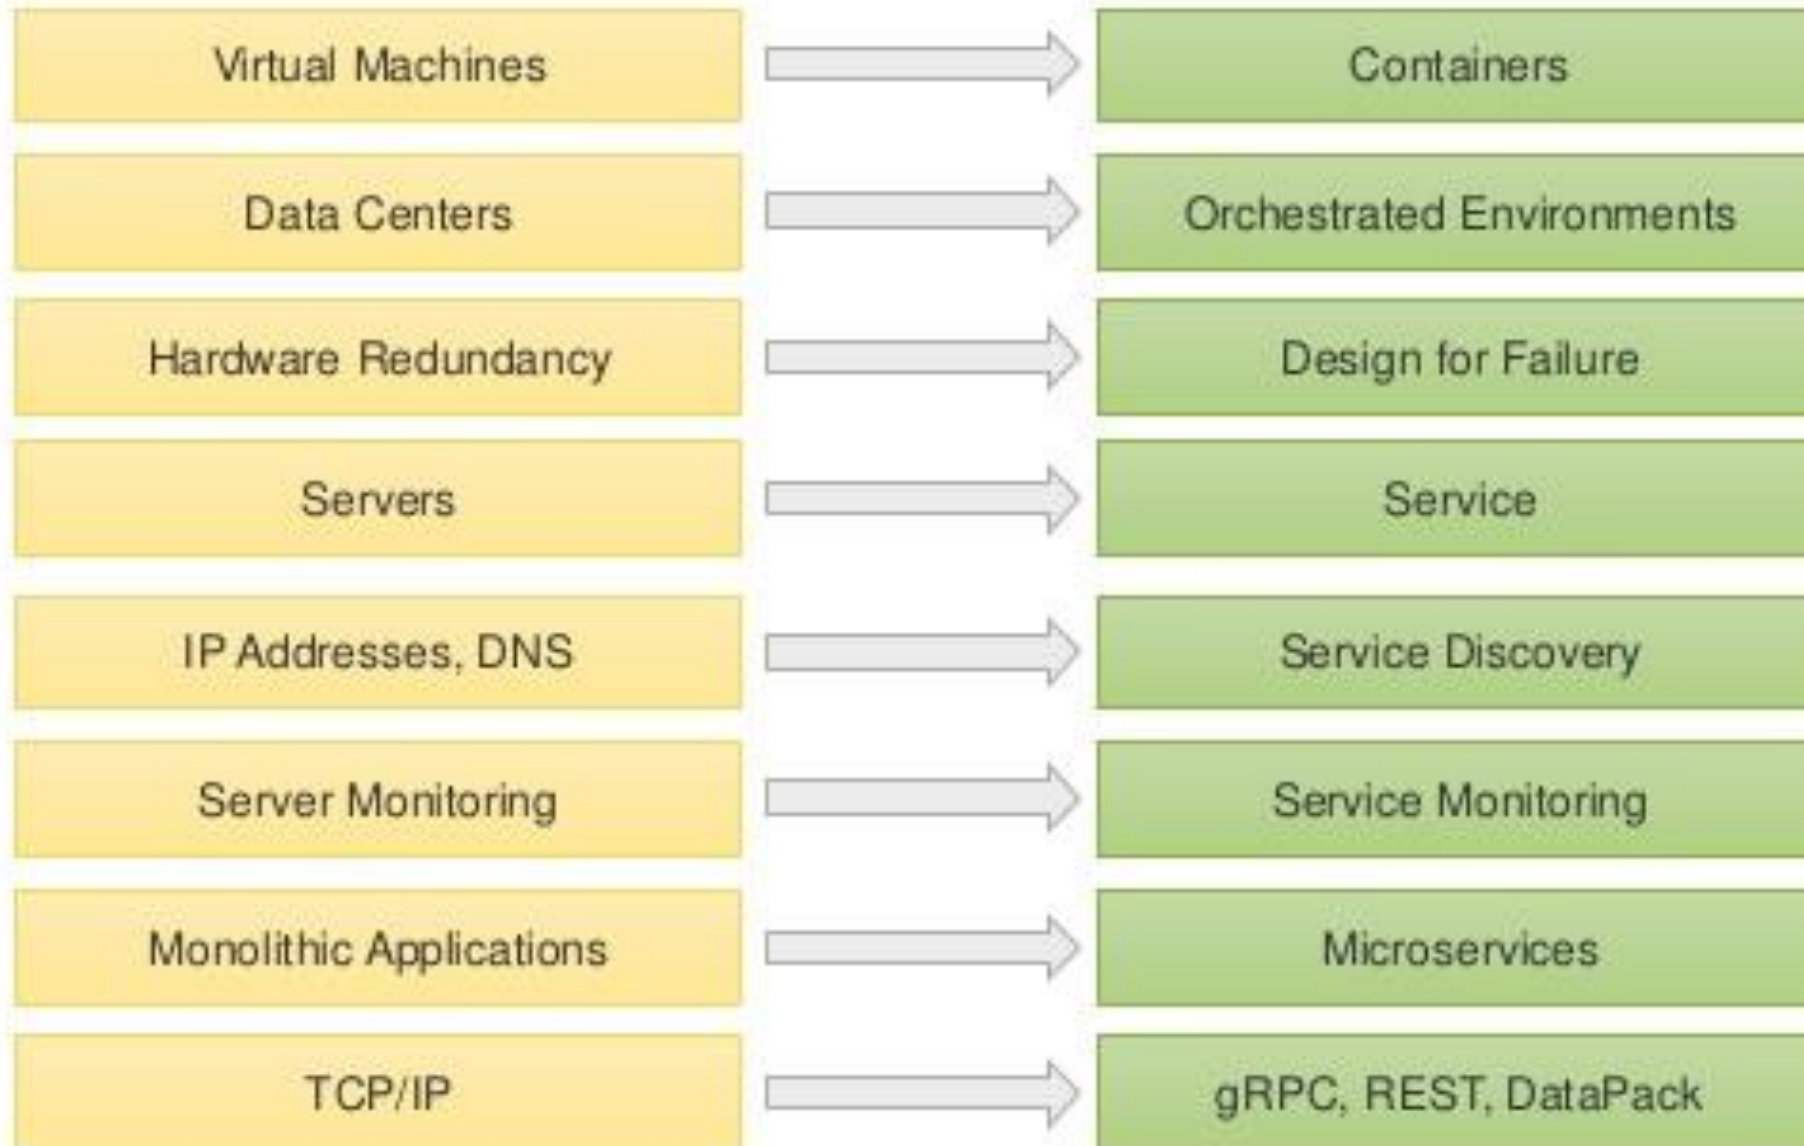 Virtual Machines
Containers
Data Centers
Orchestrated Environments
Hardware Redundancy
Design for Failure
Servers
Service
IP Addresses, DNS
Service Discovery
Server Monitoring
Service Monitoring
Monolithic Applications
Microservices
TCP/IP
gRPC, REST, DataPack